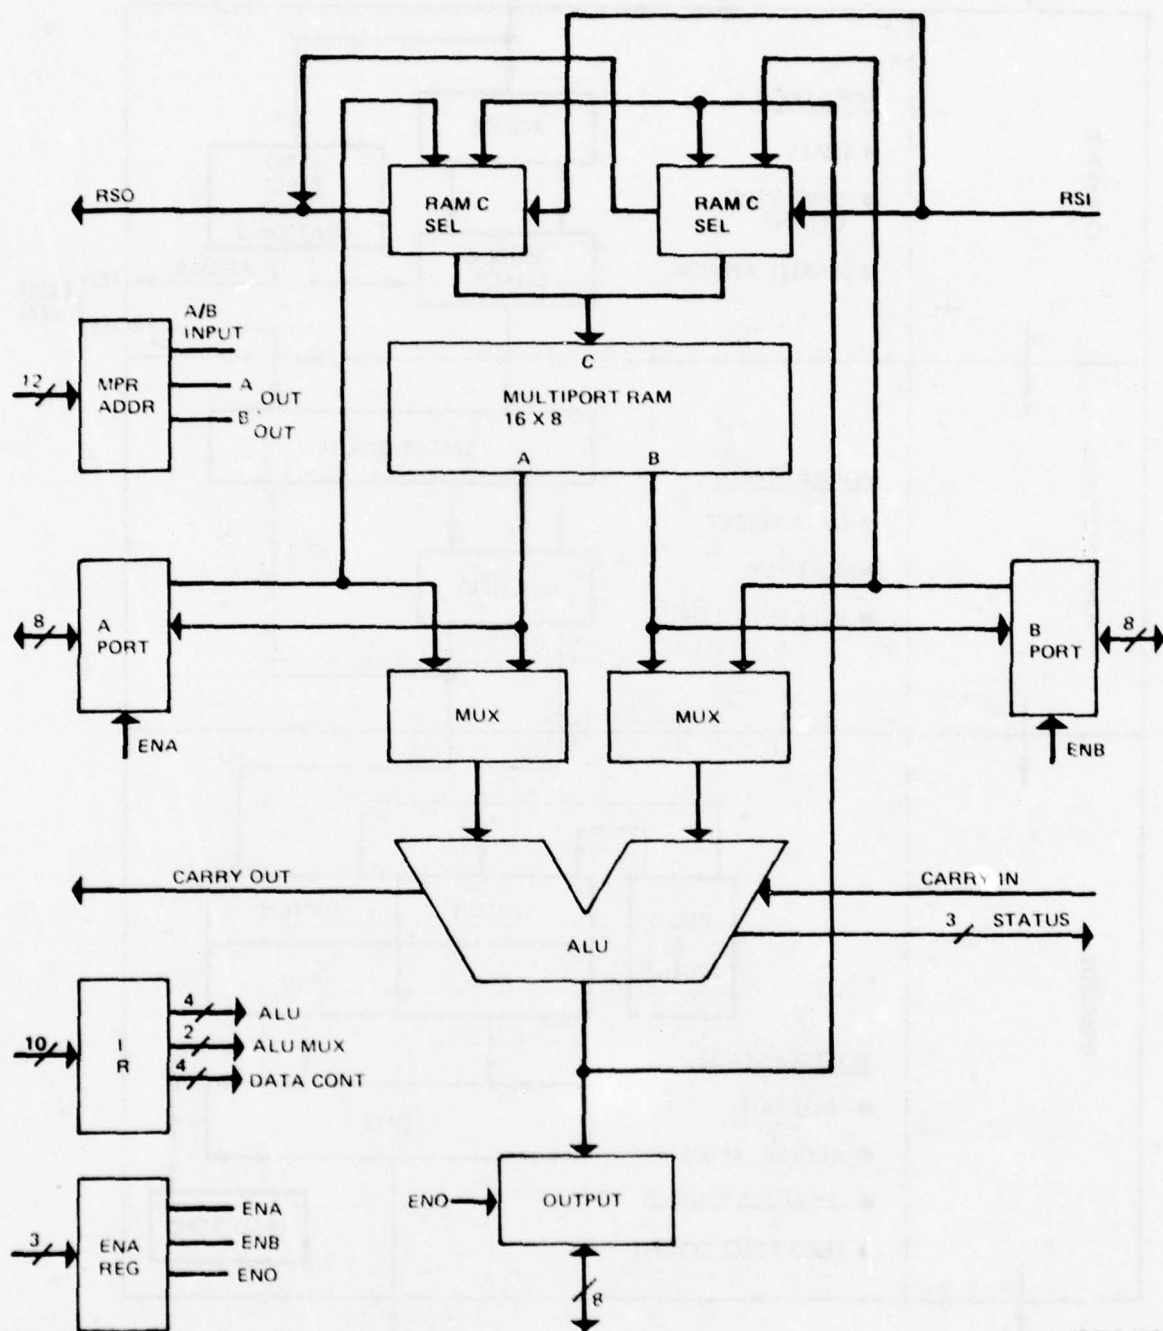 RSO
RAM C
SEL
RAM C
SEL
RSI
A/B
INPUT
12
MPR
ADDR
A OUT
B OUT
C
MULTIPORT RAM
16 X 8
A
B
8
A
PORT
B
PORT
8
MUX
MUX
ENA
ENB
CARRY OUT
CARRY IN
3 STATUS
ALU
10
I
R
4
ALU
2
ALU MUX
4
DATA CONT
ENO
OUTPUT
3
ENA
REG
ENA
ENB
ENO
8